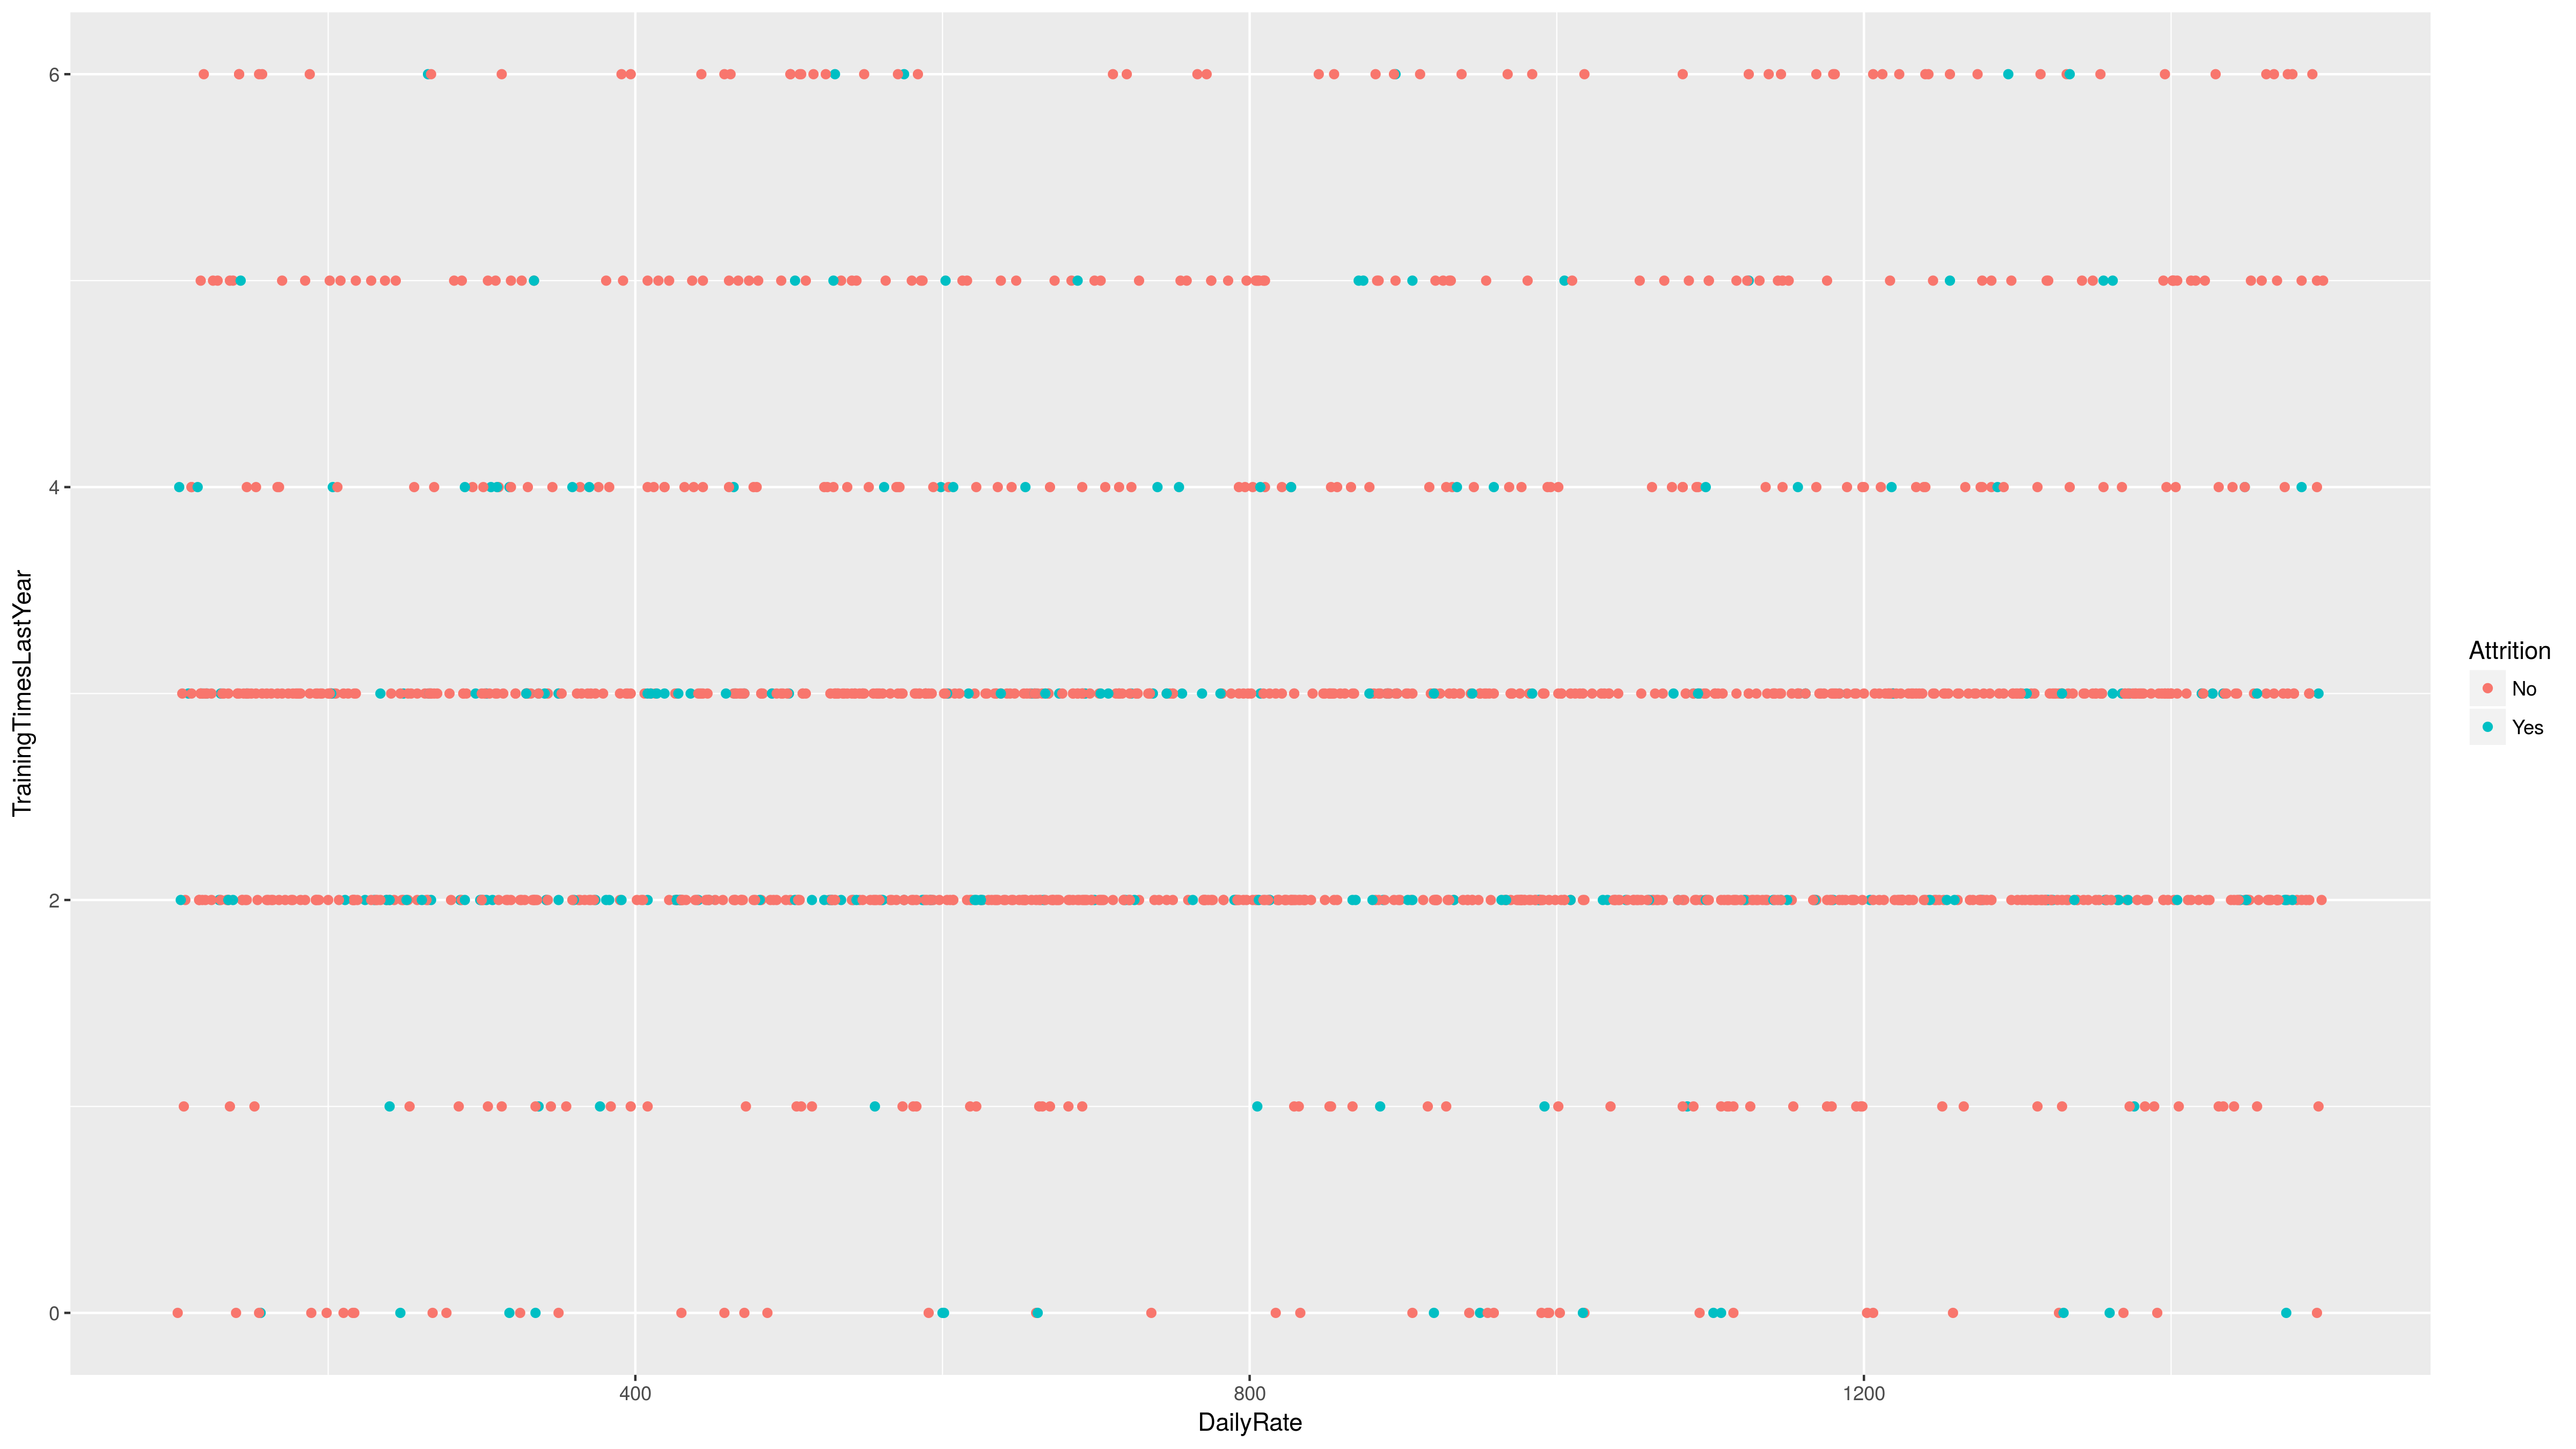 6
4
2
0
TrainingTimesLastYear
400
800
1200
DailyRate
Attrition
No
Yes